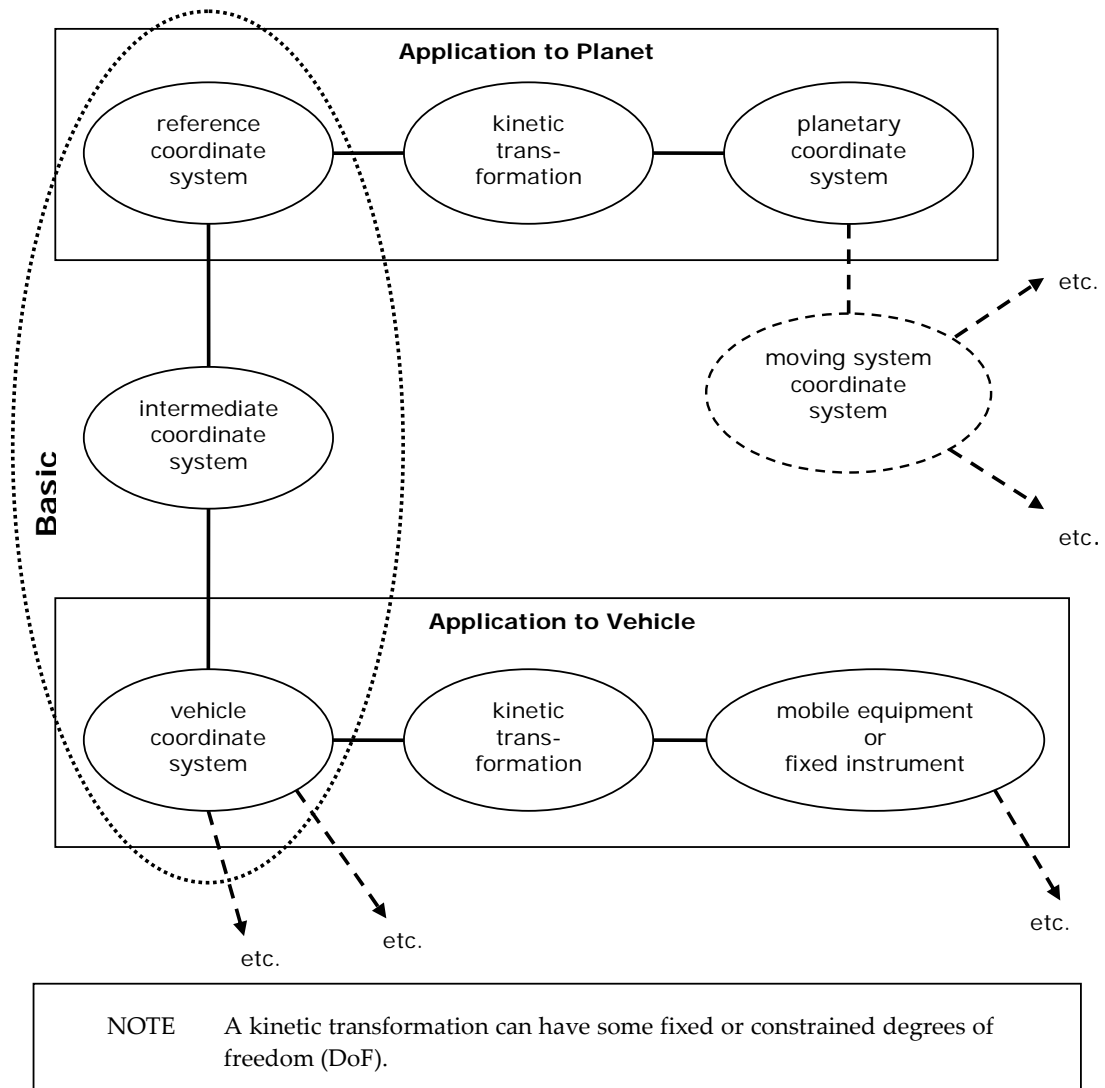 Application to Planet
reference
coordinate
system
kinetic
trans-
formation
planetary
coordinate
system
etc.
moving system
coordinate
system
etc.
intermediate
coordinate
system
Basic
Application to Vehicle
vehicle
coordinate
system
kinetic
trans-
formation
mobile equipment
or
fixed instrument
etc.
etc.
etc.
NOTE A kinetic transformation can have some fixed or constrained degrees of
freedom (DoF).